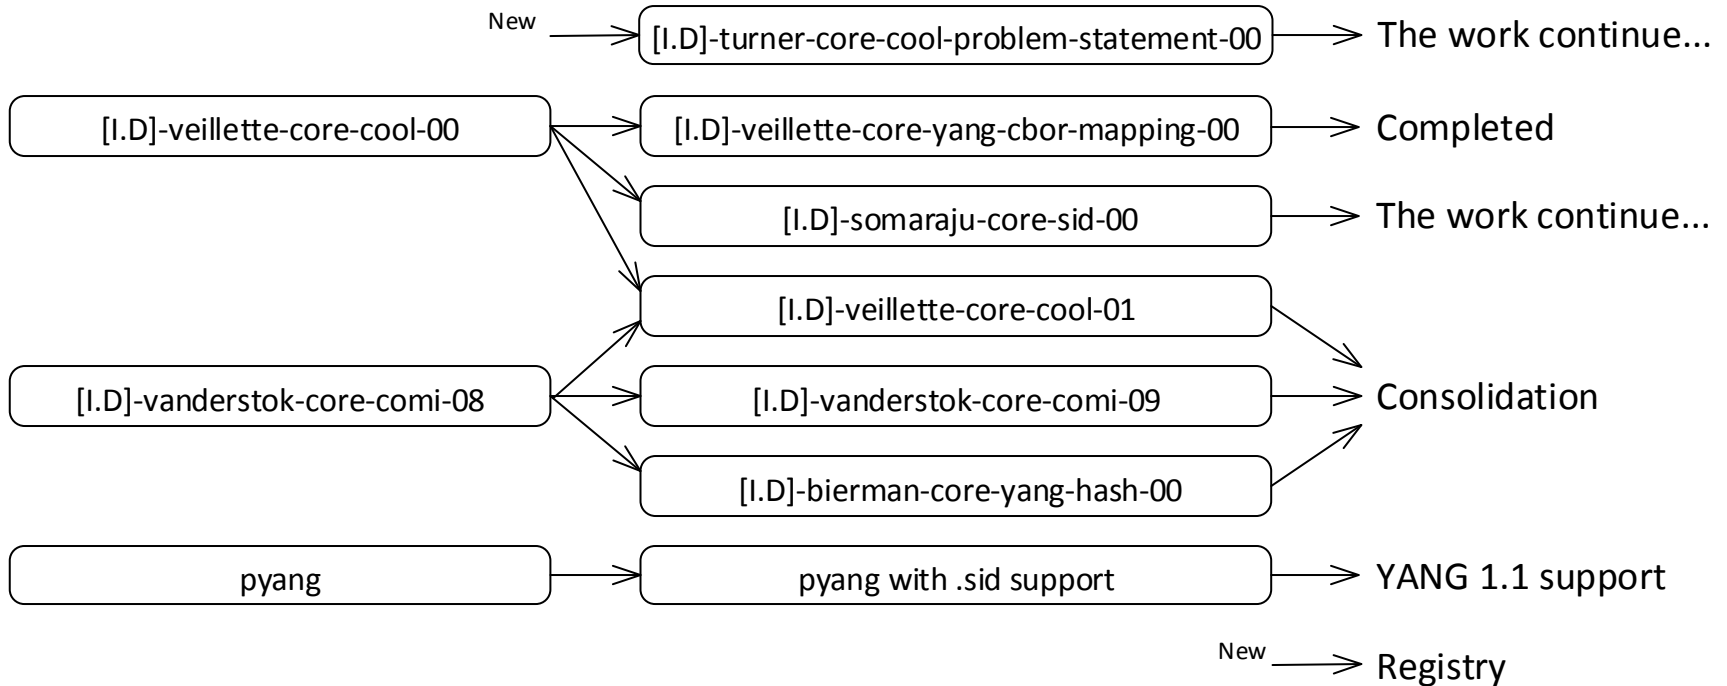 New
[I.D]-turner-core-cool-problem-statement-00
The work continue...
[I.D]-veillette-core-cool-00
[I.D]-veillette-core-yang-cbor-mapping-00
Completed
[I.D]-somaraju-core-sid-00
The work continue...
[I.D]-veillette-core-cool-01
[I.D]-vanderstok-core-comi-08
[I.D]-vanderstok-core-comi-09
Consolidation
[I.D]-bierman-core-yang-hash-00
pyang
pyang with .sid support
YANG 1.1 support
New
Registry